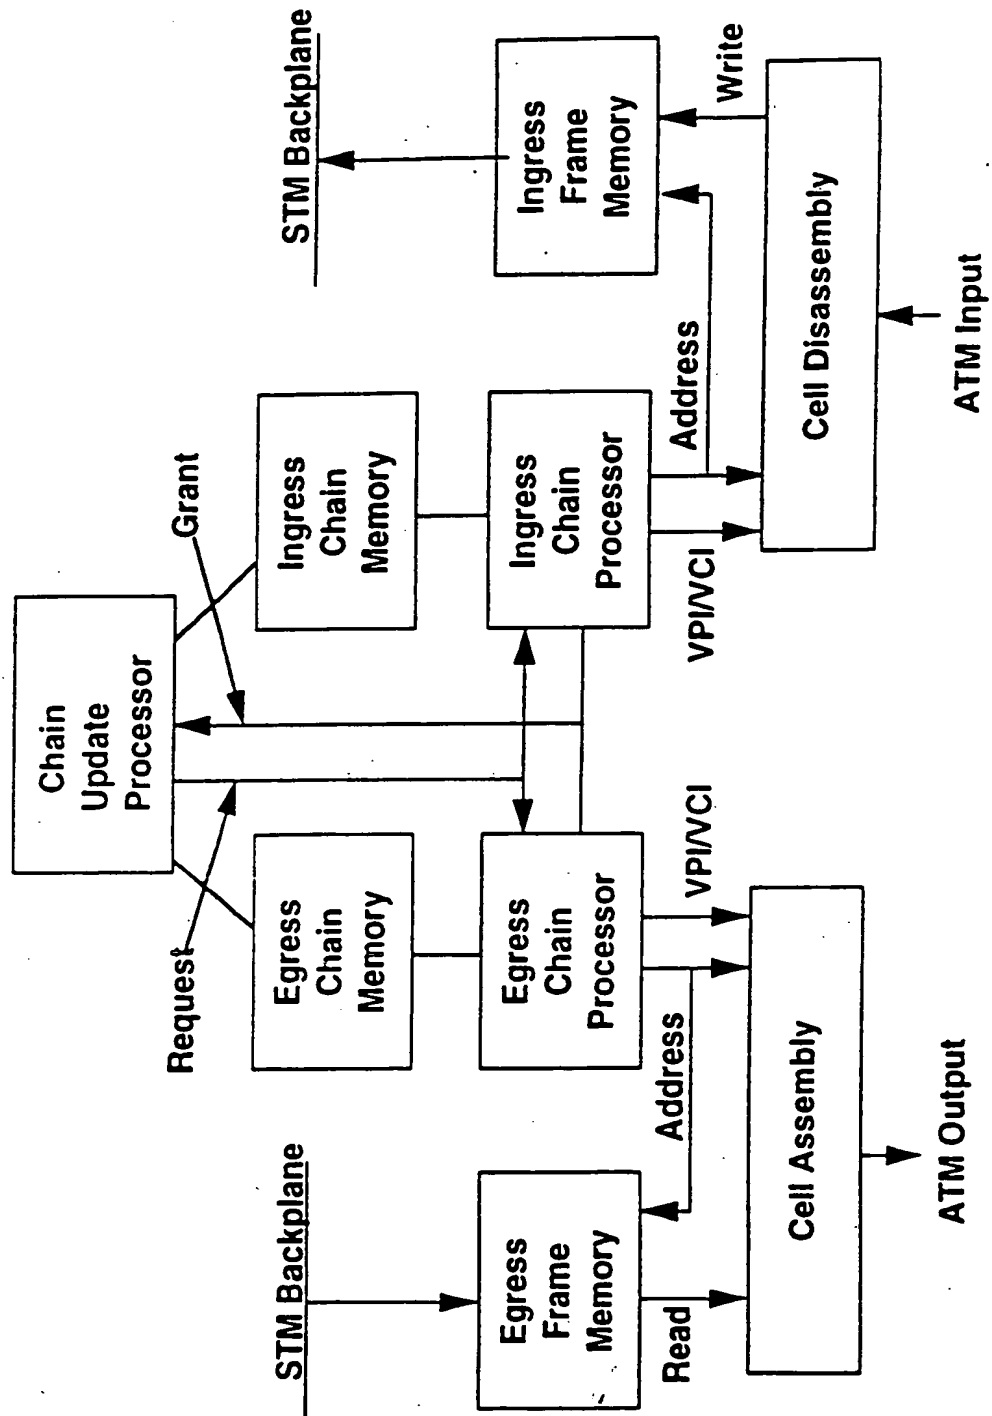 Chain
Update
Processor
Request
Grant
STM Backplane
Egress
Chain
Memory
Ingress
Chain
Memory
STM Backplane
Egress
Frame
Memory
Egress
Chain
Processor
Ingress
Chain
Processor
Ingress
Frame
Memory
Read
Address
VPI/VCI
VPI/VCI
Address
Write
Cell Assembly
Cell Disassembly
ATM Output
ATM Input